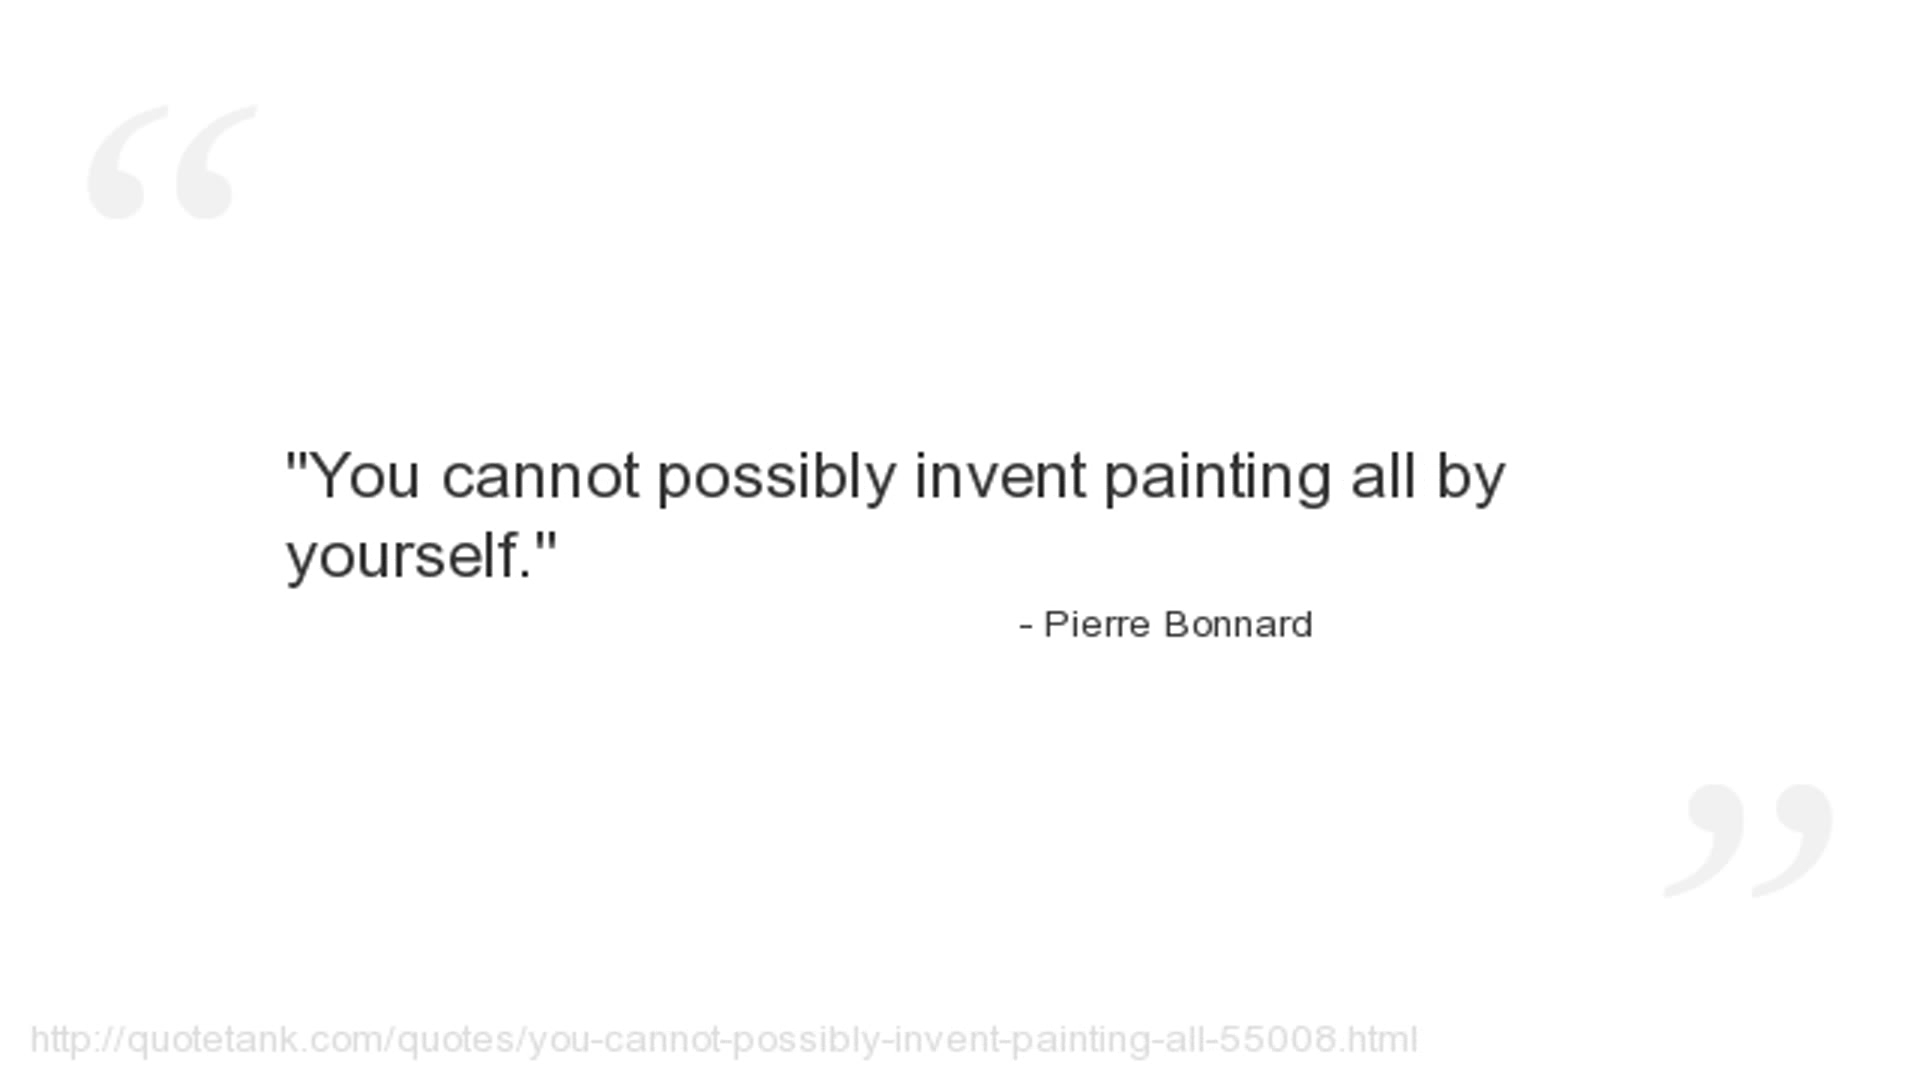 "You cannot possibly invent painting all by
yourself."
- Pierre Bonnard
http://quotetank.com/quotes/you-cannot-possibly-invent-painting-all-55008.html